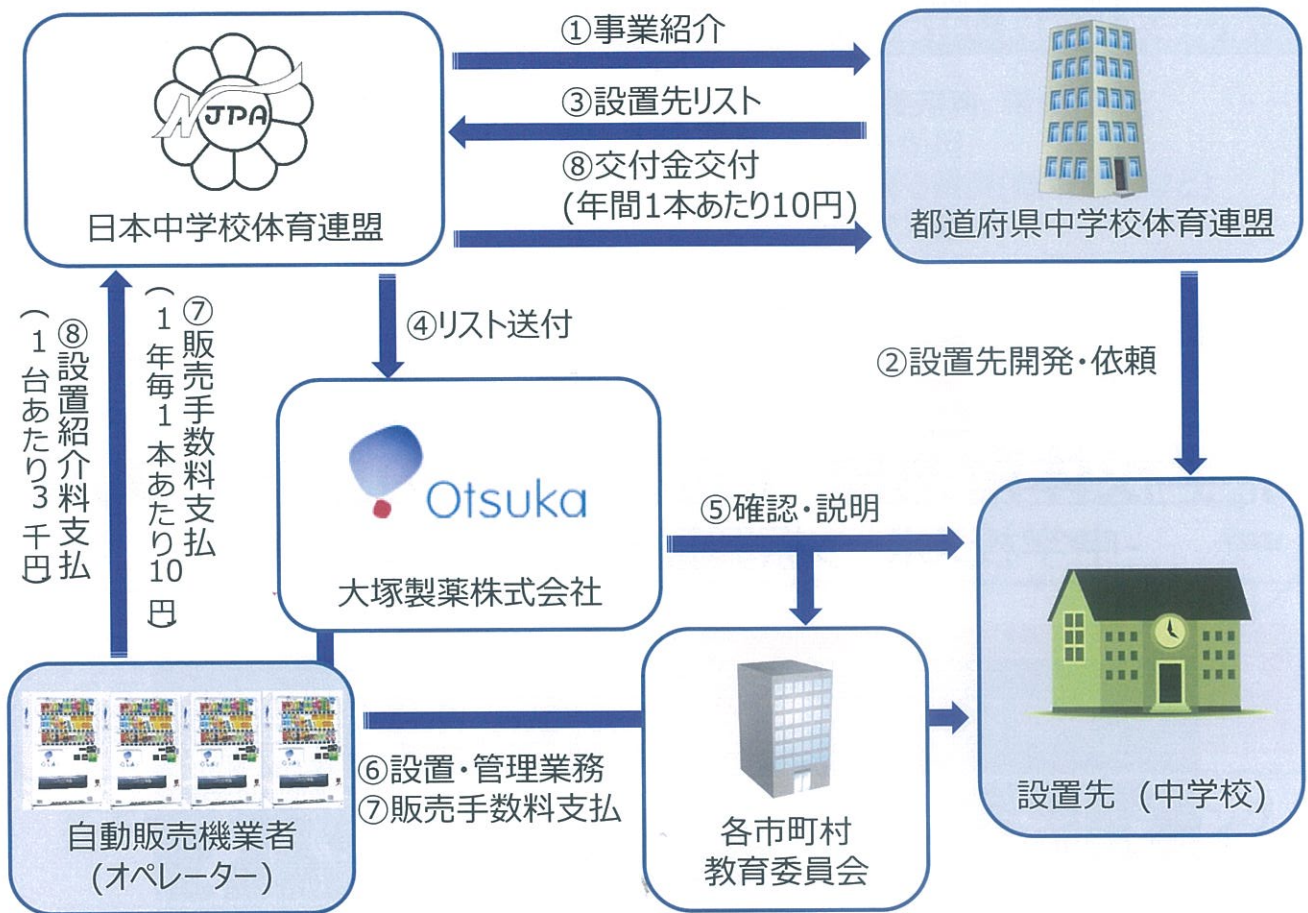 ①事業紹介
③設置先リスト
⑧交付金交付
(年間1本あたり10円)
NJPA
日本中学校体育連盟
都道府県中学校体育連盟
⑦販売手数料支払
(1年毎1本あたり10円)
⑧設置紹介料支払
(1台あたり3千円)
④リスト送付
②設置先開発・依頼
Otsuka
大塚製薬株式会社
⑤確認・説明
⑥設置・管理業務
⑦販売手数料支払
自動販売機業者
(オペレーター)
各市町村
教育委員会
設置先 (中学校)